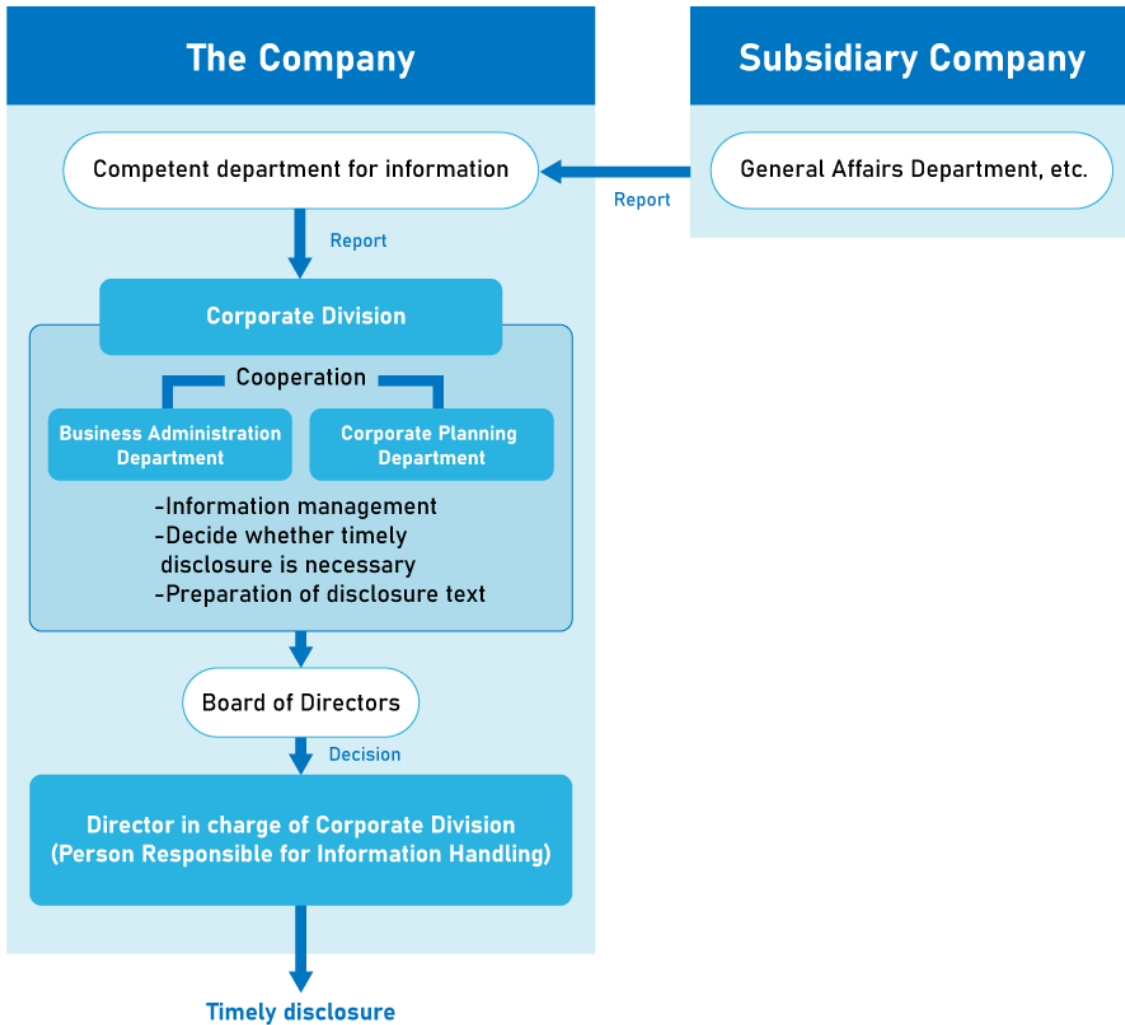 The Company
Subsidiary Company
Competent department for information
General Affairs Department, etc.
Report
Report
Corporate Division
Cooperation
Business Administration
Department
Corporate Planning
Department
-Information management
-Decide whether timely
disclosure is necessary
-Preparation of disclosure text
Board of Directors
Decision
Director in charge of Corporate Division
(Person Responsible for Information Handling)
Timely disclosure